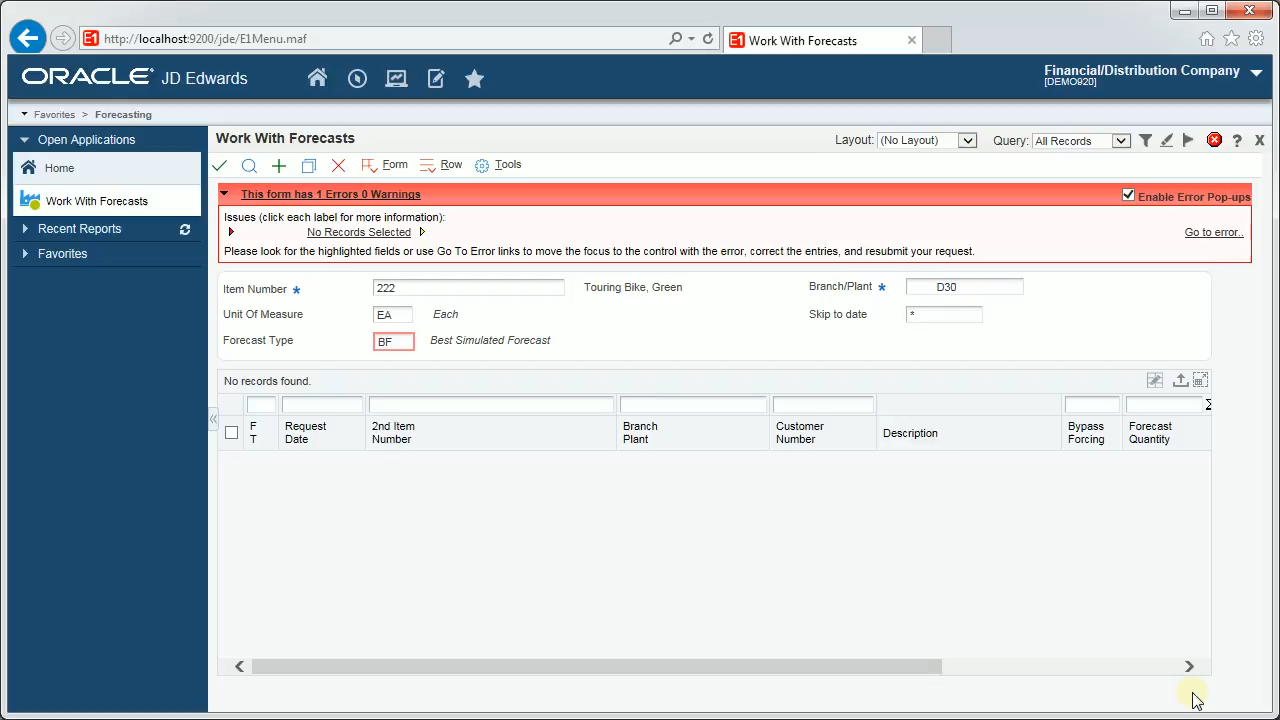 E1 http://localhost:9200/jde/E1Menu.maf
E1 Work With Forecasts
ORACLE JD Edwards
Financial/Distribution Company
[DEMO920]
Favorites > Forecasting
Open Applications
Home
Work With Forecasts
Recent Reports
Favorites
Work With Forecasts
Layout: (No Layout) Query: All Records
Form Row Tools
This form has 1 Errors 0 Warnings
Enable Error Pop-ups
Issues (click each label for more information):
No Records Selected
Go to error..
Please look for the highlighted fields or use Go To Error links to move the focus to the control with the error, correct the entries, and resubmit your request.
Item Number * 222 Touring Bike, Green Branch/Plant * D30
Unit Of Measure EA Each Skip to date *
Forecast Type BF Best Simulated Forecast
No records found.
F T
Request Date
2nd Item Number
Branch Plant
Customer Number
Description
Bypass Forcing
Forecast Quantity